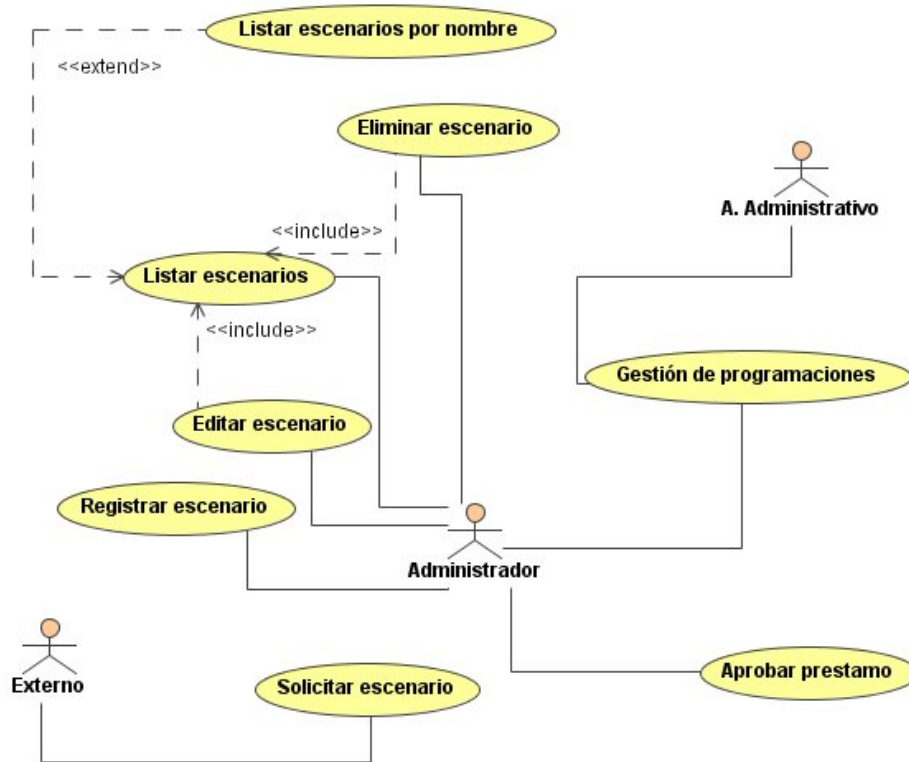 Listar escenarios por nombre
<<extend>>
Eliminar escenario
A. Administrativo
<<include>>
Listar escenarios
<<include>>
Gestión de programaciones
Editar escenario
Registrar escenario
Administrador
Externo
Solicitar escenario
Aprobar prestamo